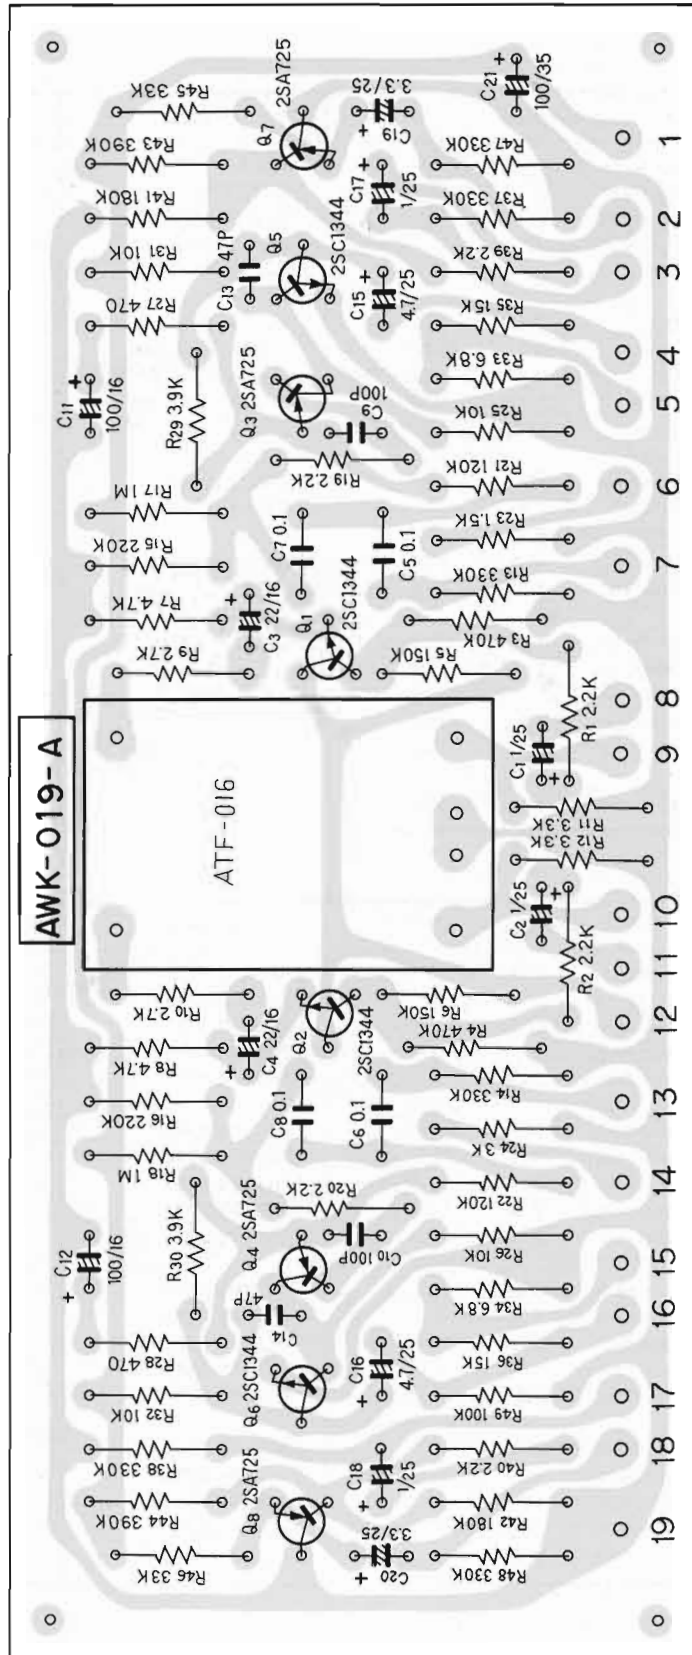 AWK-019-A
ATF-016
R45 33K
R43 390K
R41 180K
R31 10K
R27 470
C11 100/16
+
R29 3.9K
R17 1M
R15 220K
R7 4.7K
R9 2.7K
R10 2.7K
R8 4.7K
R16 220K
R18 1M
R30 3.9K
C12 100/16
+
R28 470
R32 10K
R38 330K
R44 390K
R46 33K
Q7 2SA725
C13 47P
Q5 2SC1344
Q3 2SA725
C9 100P
R19 2.2K
C7 0.1
C5 0.1
C3 22/16
+
Q1 2SC1344
Q2 2SC1344
C4 22/16
+
C8 0.1
C6 0.1
R20 2.2K
Q4 2SA725
C10 100P
C14 47P
Q6 2SC1344
Q8 2SA725
C19 3.3/25
+
C17 1/25
+
C15 4.7/25
+
C16 4.7/25
+
C18 1/25
+
C20 3.3/25
+
C21 100/35
+
R47 330K
R37 330K
R39 2.2K
R35 15K
R33 6.8K
R25 10K
R21 120K
R23 1.5K
R13 330K
R3 470K
R5 150K
R1 2.2K
C1 1/25
+
R11 3.3K
R12 3.3K
C2 1/25
+
R2 2.2K
R6 150K
R4 470K
R14 330K
R24 3K
R22 120K
R26 10K
R34 6.8K
R36 15K
R49 100K
R40 2.2K
R42 180K
R48 330K
1
2
3
4
5
6
7
8
9
10
11
12
13
14
15
16
17
18
19